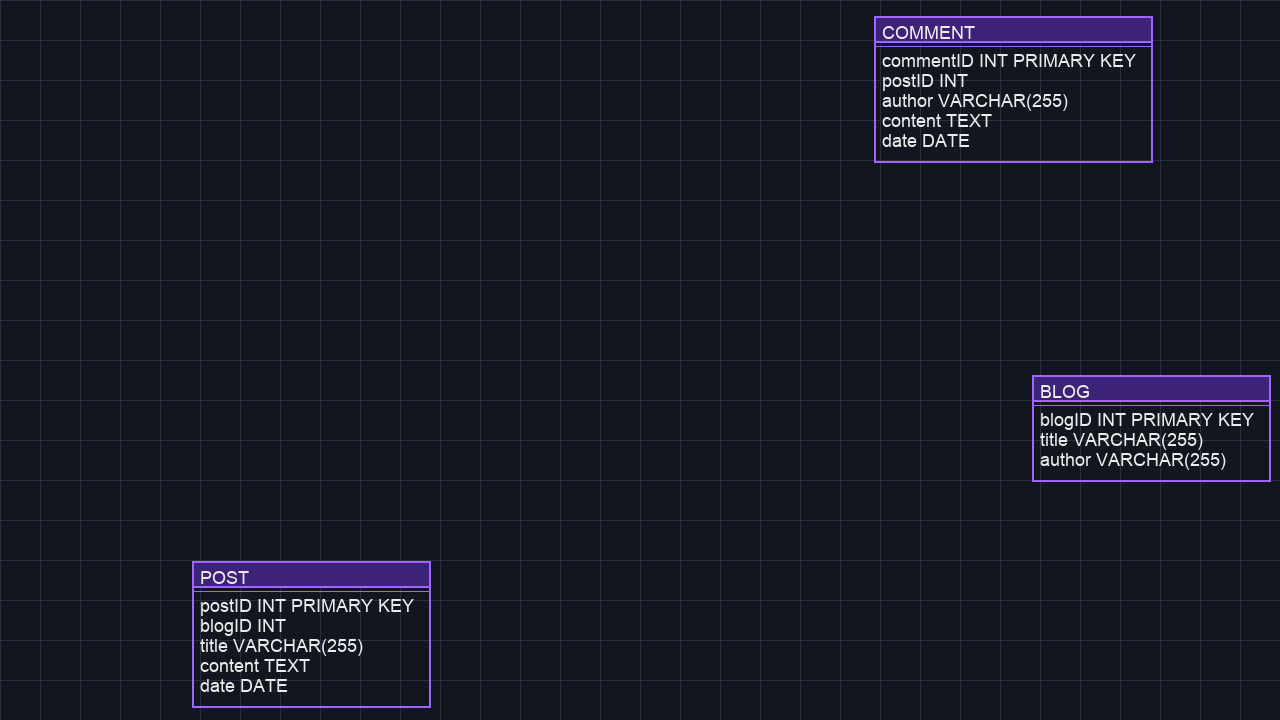 COMMENT
commentID INT PRIMARY KEY
postID INT
author VARCHAR(255)
content TEXT
date DATE
BLOG
blogID INT PRIMARY KEY
title VARCHAR(255)
author VARCHAR(255)
POST
postID INT PRIMARY KEY
blogID INT
title VARCHAR(255)
content TEXT
date DATE